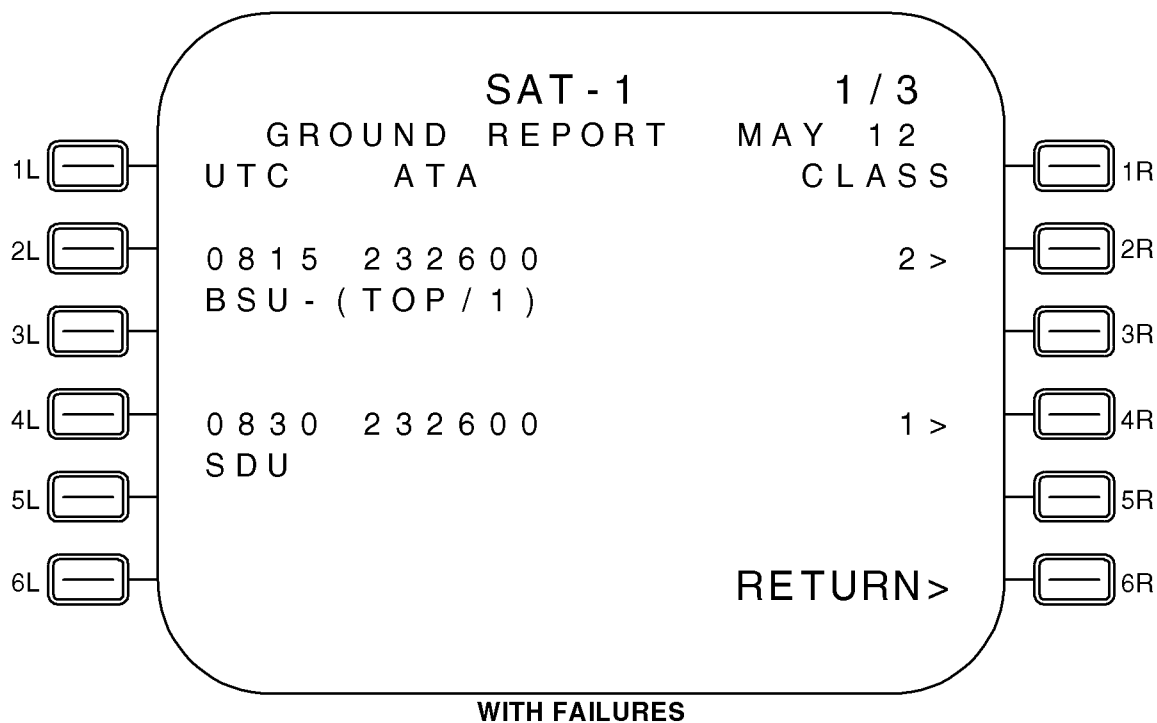 SAT-1 1/3
GROUND REPORT MAY 12
1L UTC ATA CLASS 1R
2L 0815 232600 2> 2R
BSU-(TOP/1)
3L 3R
4L 0830 232600 1> 4R
SDU
5L 5R
6L RETURN> 6R
WITH FAILURES